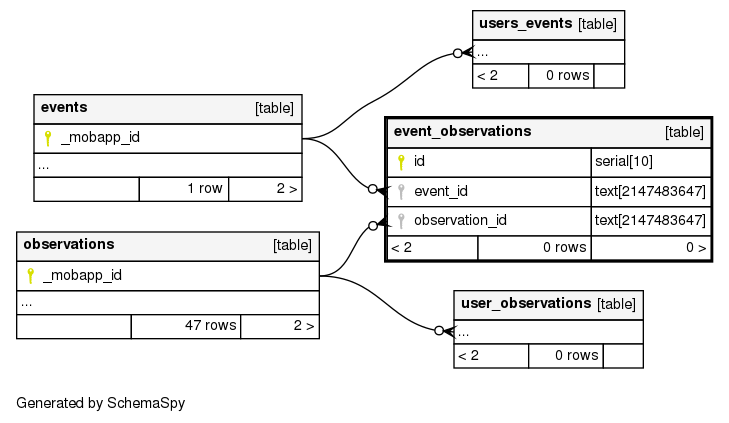 users_events [table]
...
< 2 0 rows
events [table]
_mobapp_id
...
1 row 2 >
event_observations [table]
id serial[10]
event_id text[2147483647]
observation_id text[2147483647]
< 2 0 rows 0 >
observations [table]
_mobapp_id
...
47 rows 2 >
user_observations [table]
...
< 2 0 rows
Generated by SchemaSpy